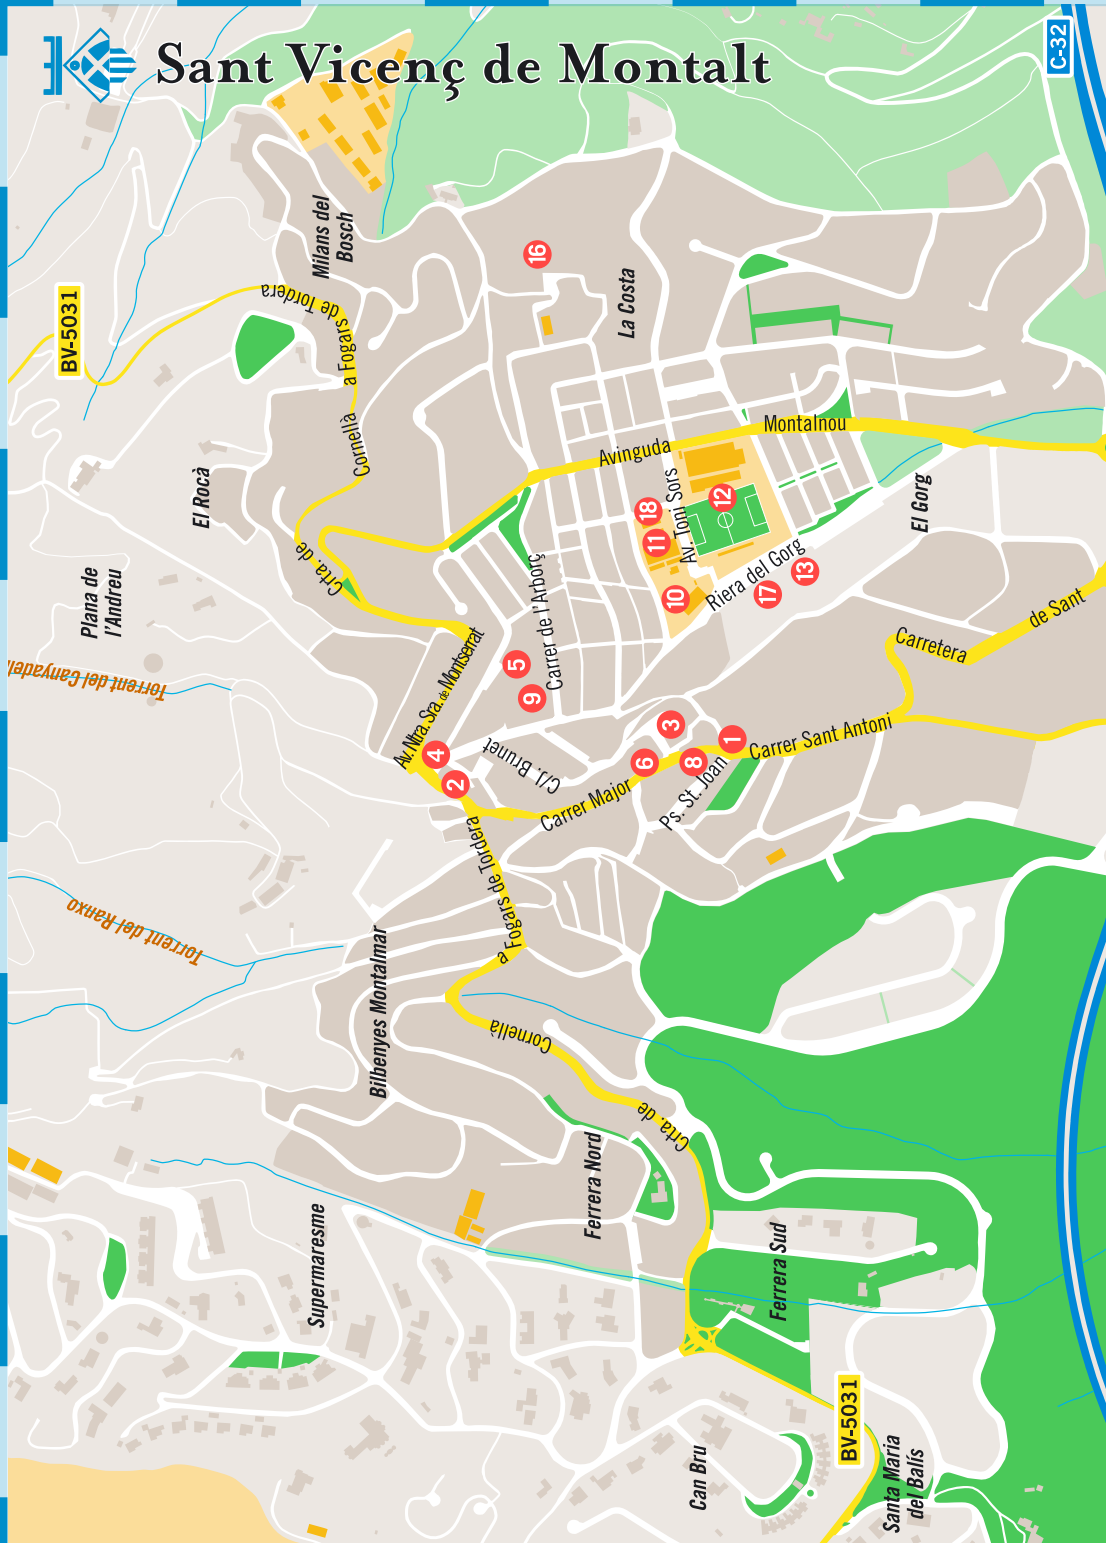 Sant Vicenç de Montalt
C-32
Milans del
Bosch
16
BV-5031
a Fogars de Tordera
La Costa
Cornellà
Montalnou
Avinguda
El Rocà
Av. Toni Sors
12
18
11
El Gorg
Crta. de
Plana de
l'Andreu
Carrer de l'Arborç
Riera del Gorg
13
17
10
de Sant
Carretera
Torrent del Canyadell
Av. Ntra. Sra. de Montserrat
5
9
3
1
Carrer Sant Antoni
4
2
C/J. Brunet
6
8
Carrer Major
Ps. St. Joan
a Fogars de Tordera
Torrent del Ranxo
Bilbenyes Montalmar
Cornellà
Crta. de
Ferrera Nord
Supermaresme
Ferrera Sud
BV-5031
Can Bru
Santa Maria
del Balís